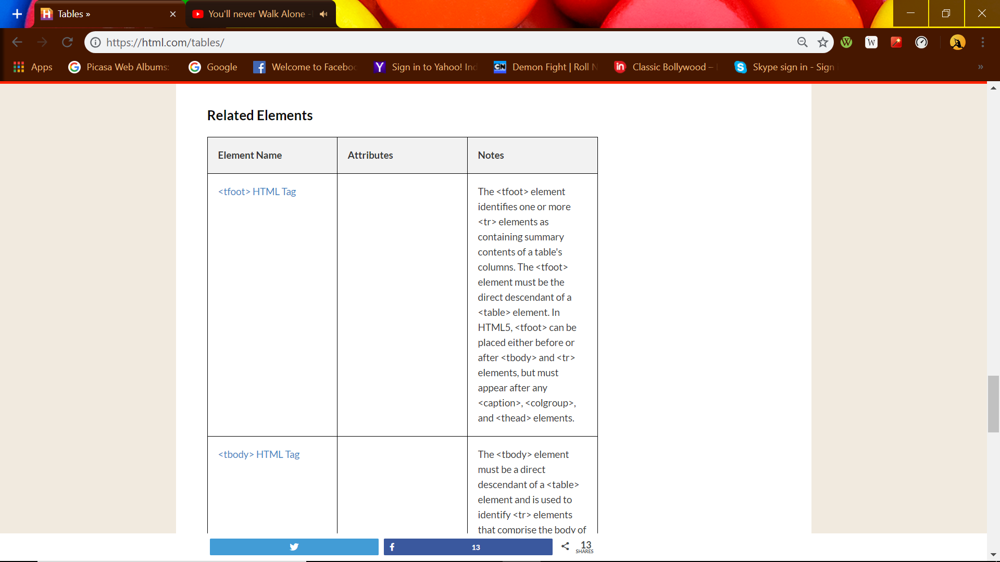 Tables »
You'll never Walk Alone -
https://html.com/tables/
Apps
Picasa Web Albums:
Google
Welcome to Faceboo
Sign in to Yahoo! Ind
Demon Fight | Roll N
Classic Bollywood –
Skype sign in - Sign
»
Related Elements
Element Name Attributes Notes
<tfoot> HTML Tag
The <tfoot> element
identifies one or more
<tr> elements as
containing summary
contents of a table's
columns. The <tfoot>
element must be the
direct descendant of a
<table> element. In
HTML5, <tfoot> can be
placed either before or
after <tbody> and <tr>
elements, but must
appear after any
<caption>, <colgroup>,
and <thead> elements.
<tbody> HTML Tag
The <tbody> element
must be a direct
descendant of a <table>
element and is used to
identify <tr> elements
that comprise the body of
13
13
SHARES